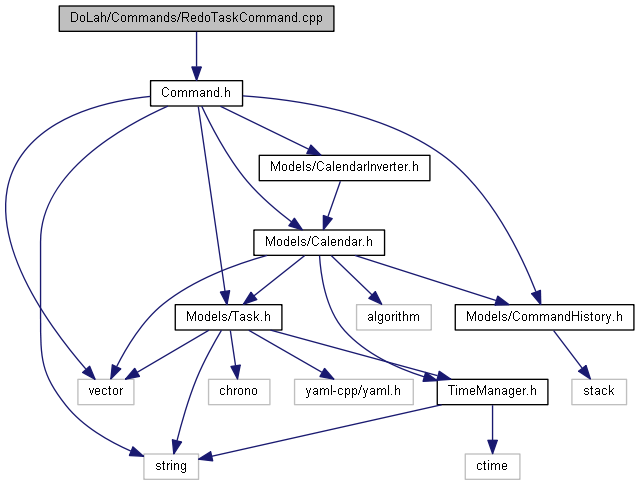 DoLah/Commands/RedoTaskCommand.cpp
Command.h
Models/CalendarInverter.h
Models/Calendar.h
Models/Task.h
algorithm
Models/CommandHistory.h
vector
chrono
yaml-cpp/yaml.h
TimeManager.h
stack
string
ctime